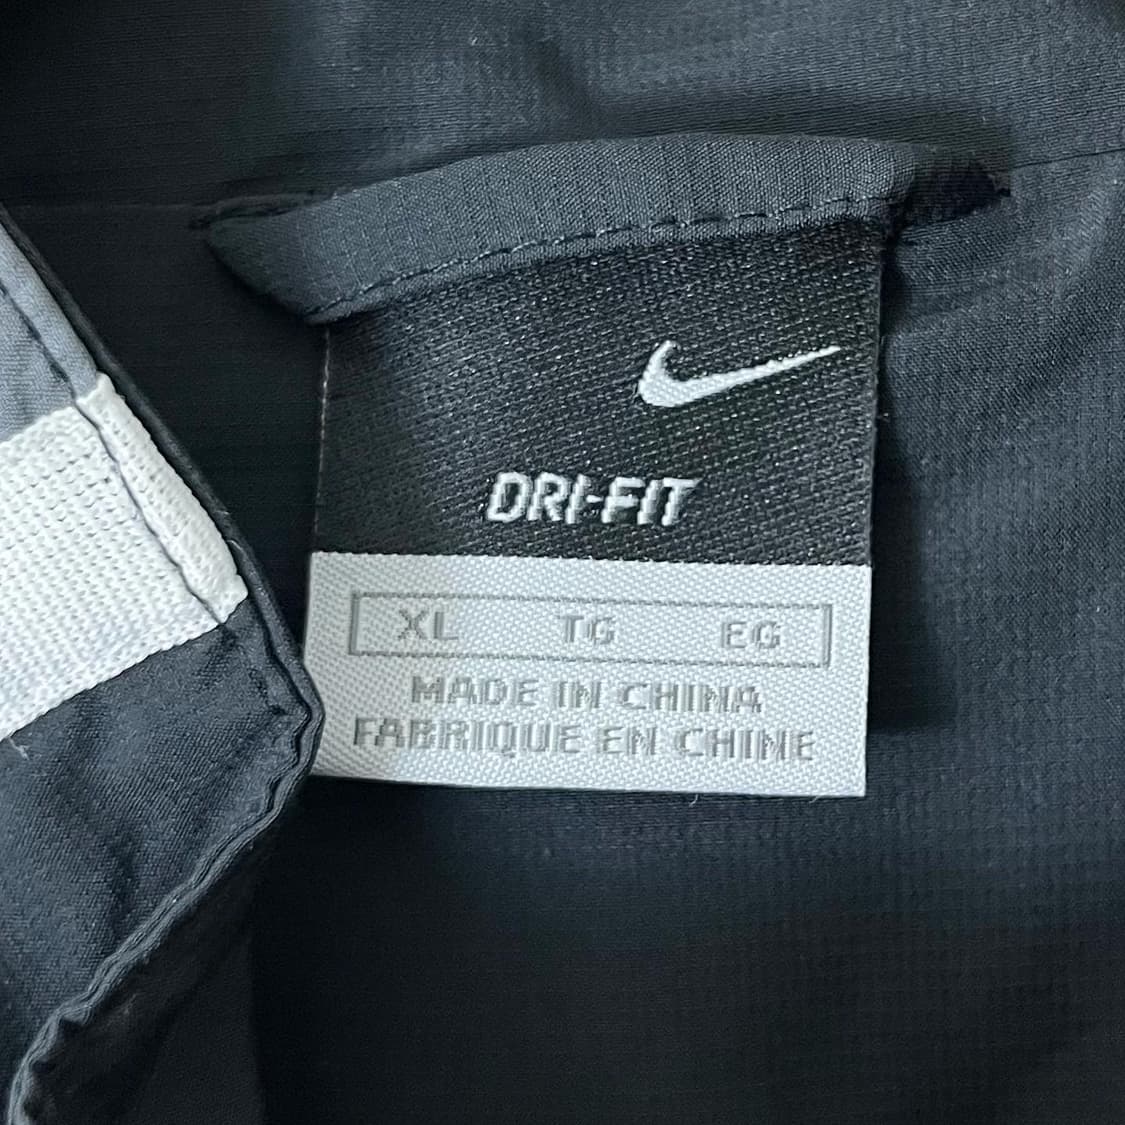 DRI-FIT
XL TG EG
MADE IN CHINA
FABRIQUE EN CHINE